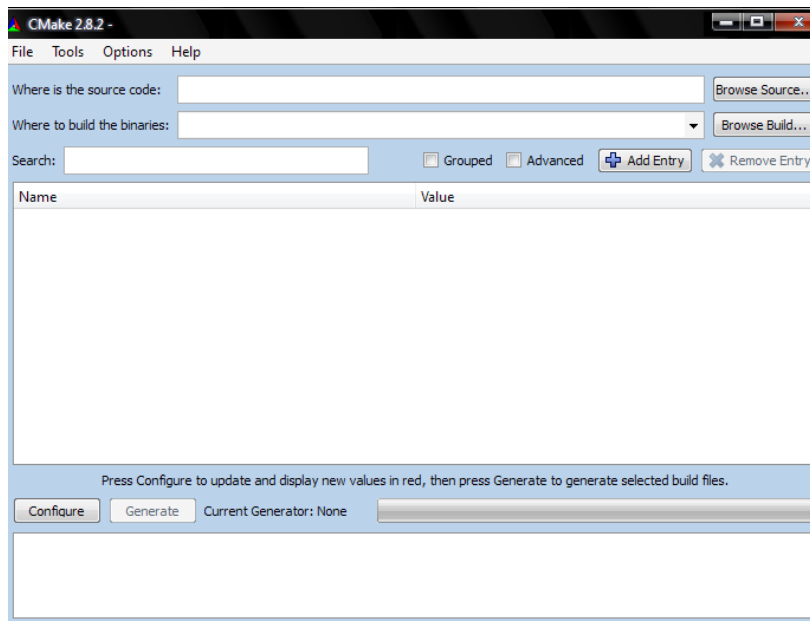 CMake 2.8.2 -
File Tools Options Help
Where is the source code: Browse Source...
Where to build the binaries: Browse Build...
Search: Grouped Advanced Add Entry Remove Entry
Name Value
Press Configure to update and display new values in red, then press Generate to generate selected build files.
Configure Generate Current Generator: None